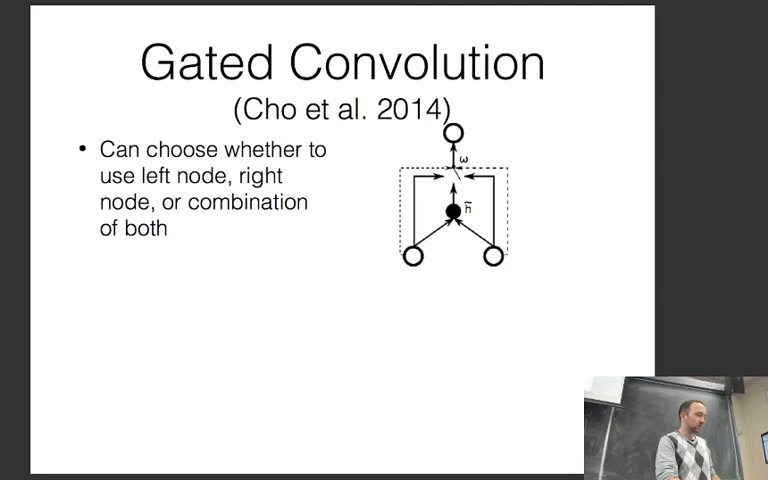 Gated Convolution
(Cho et al. 2014)
• Can choose whether to
use left node, right
node, or combination
of both
ω
h̃